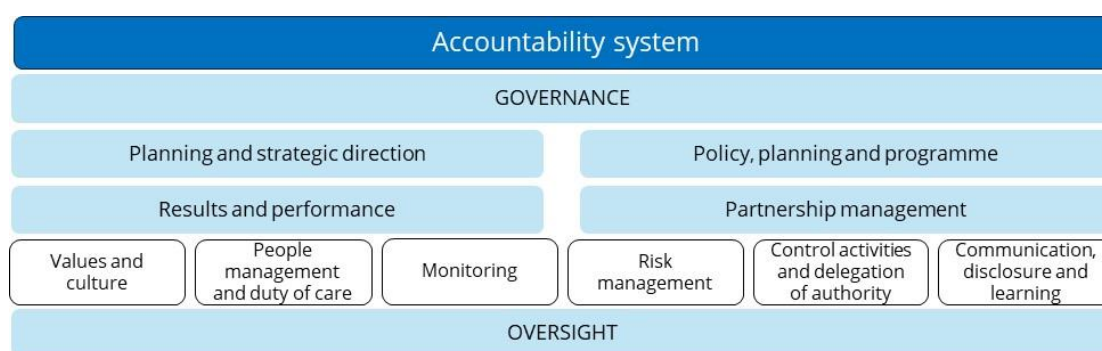 Accountability system
GOVERNANCE
Planning and strategic direction
Policy, planning and programme
Results and performance
Partnership management
Values and
culture
People
management
and duty of care
Monitoring
Risk
management
Control activities
and delegation
of authority
Communication,
disclosure and
learning
OVERSIGHT